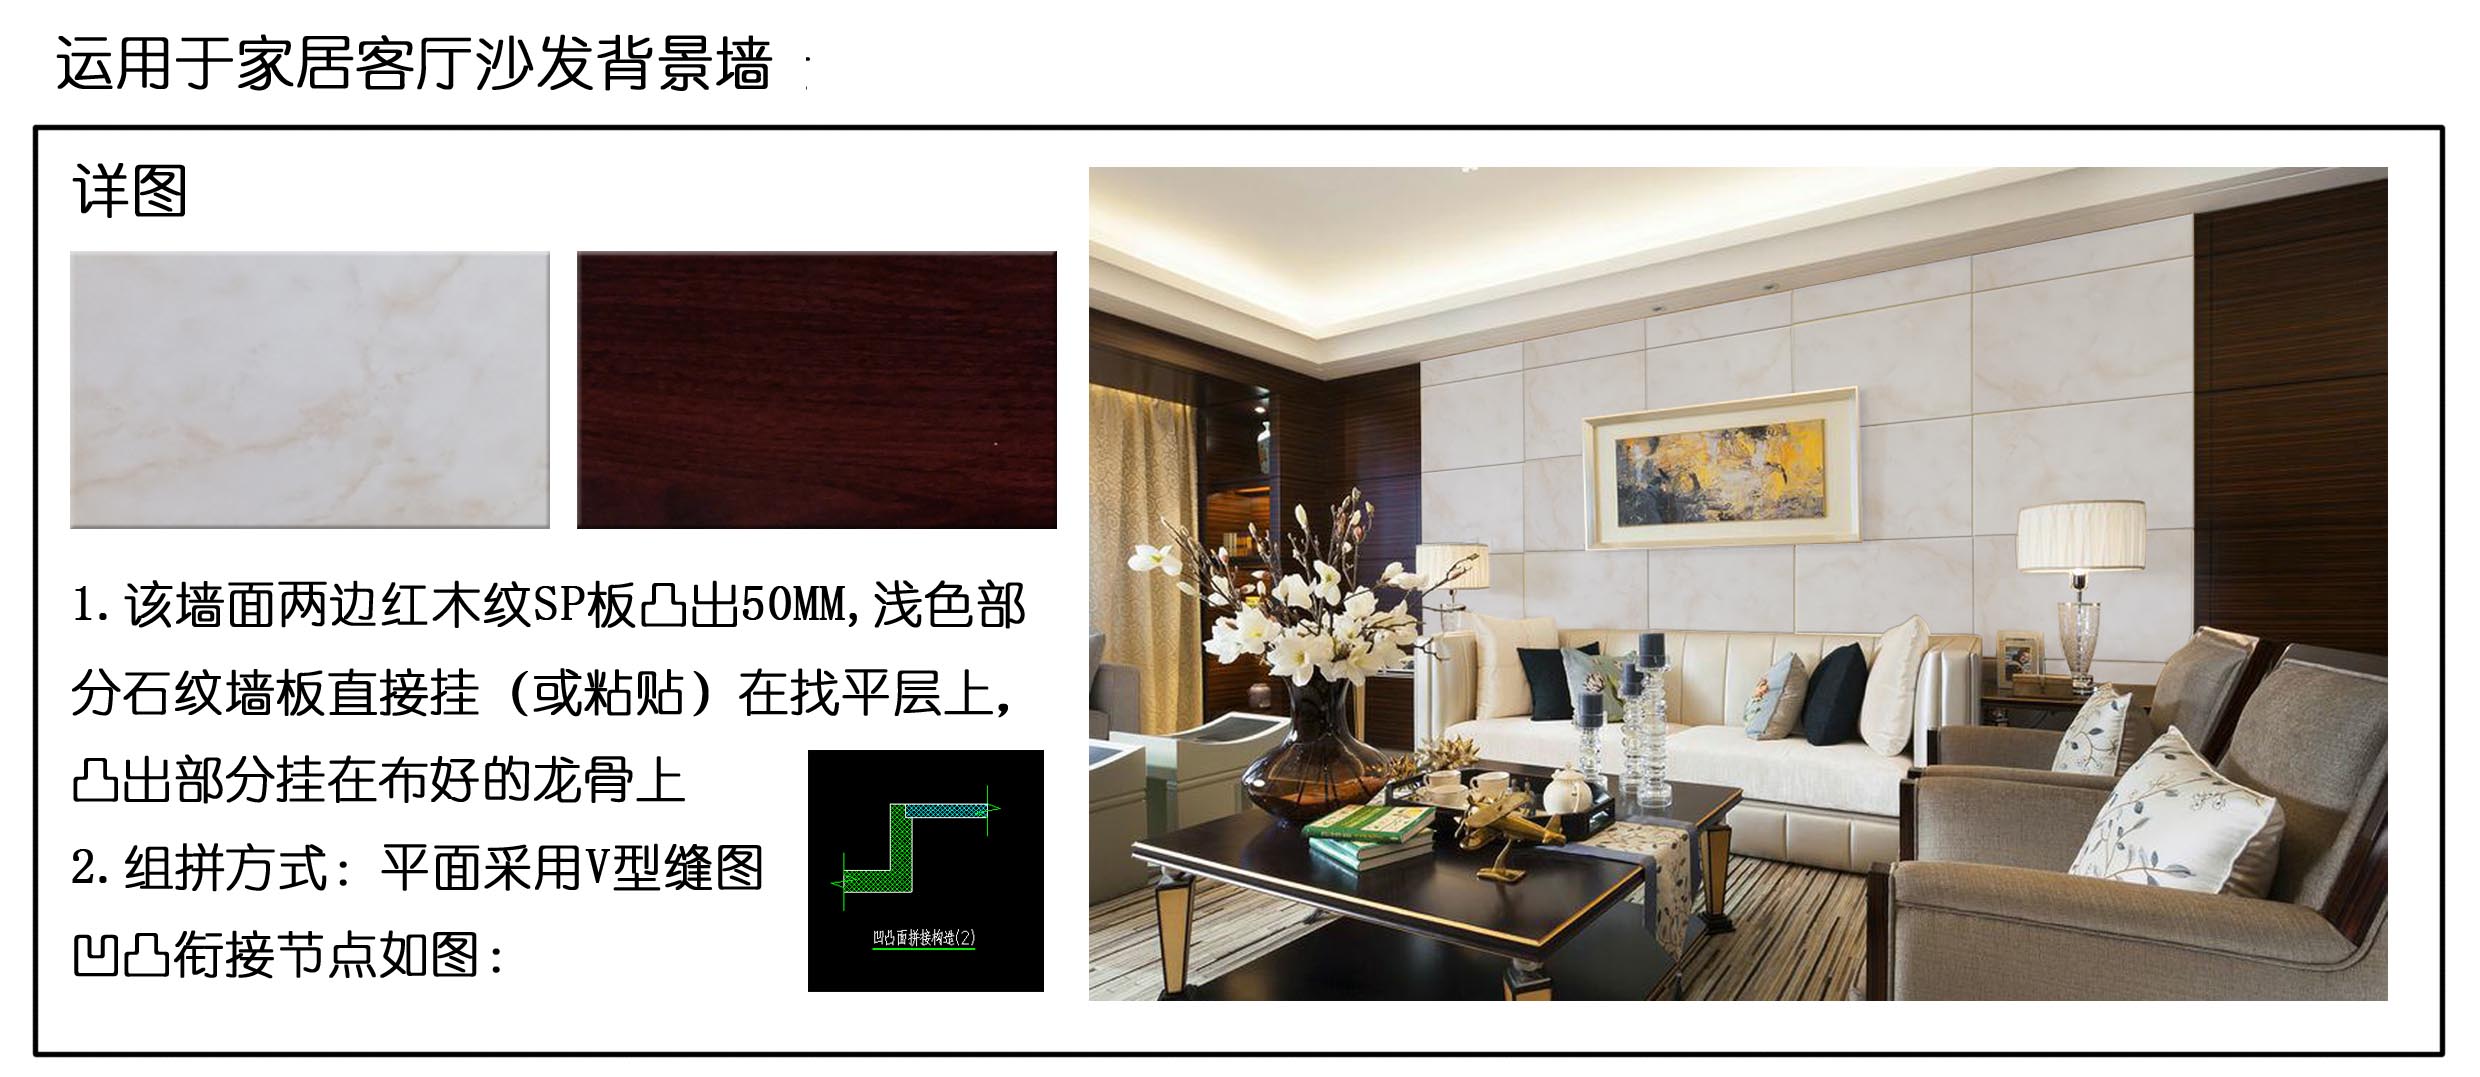 运用于家居客厅沙发背景墙
详图
1.该墙面两边红木纹SP板凸出50MM,浅色部
分石纹墙板直接挂（或粘贴）在找平层上，
凸出部分挂在布好的龙骨上
2.组拼方式：平面采用V型缝图
凹凸衔接节点如图：
凹凸面拼接构造(2)